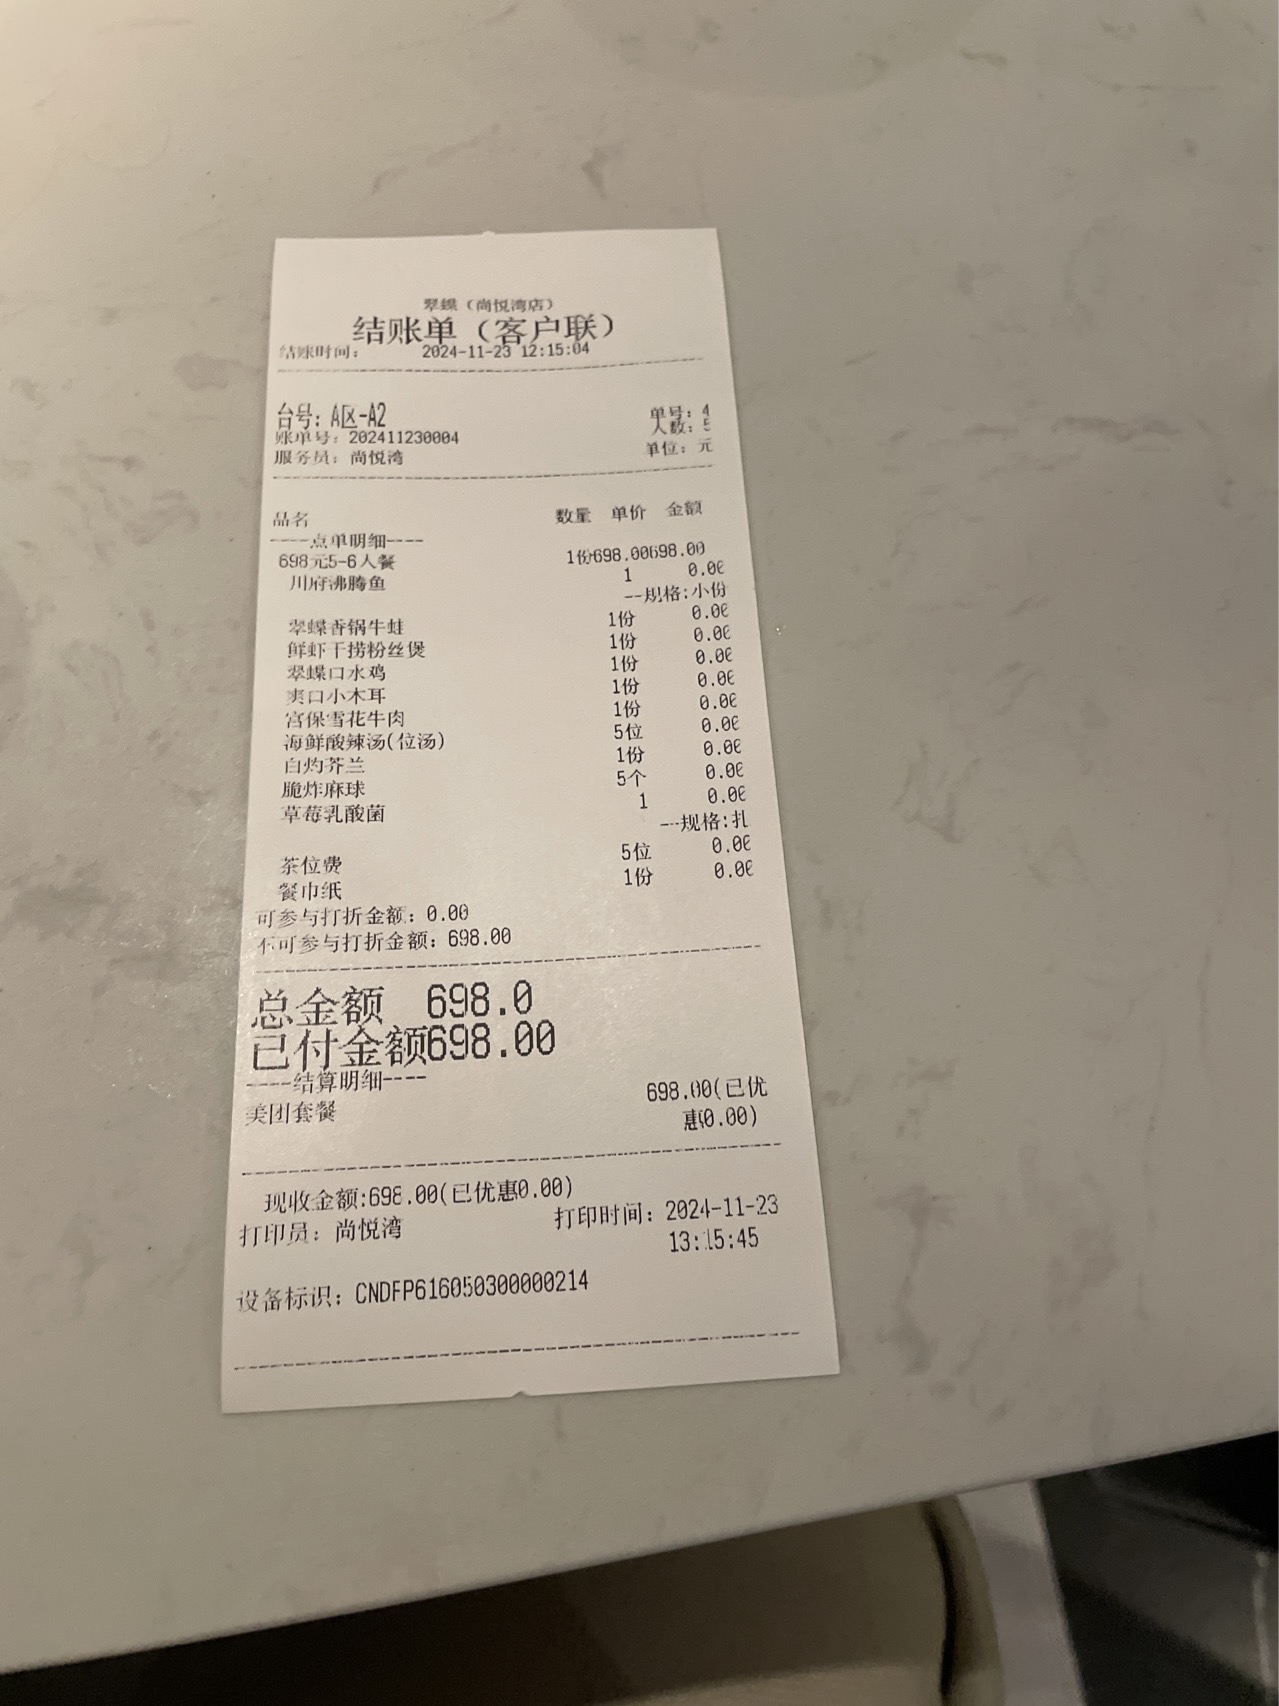 翠蝶（尚悦湾店）
结账单（客户联）
结账时间： 2024-11-23 12:15:04
台号：A区-A2 单号：4
账单号：202411230004 人数：5
服务员：尚悦湾 单位：元
品名 数量 单价 金额
----点单明细----
698元5-6人餐 1份698.00698.00
川府沸腾鱼 1 0.00
--规格:小份
翠蝶香锅牛蛙 1份 0.00
鲜虾干捞粉丝煲 1份 0.00
翠蝶口水鸡 1份 0.00
爽口小木耳 1份 0.00
宫保雪花牛肉 1份 0.00
海鲜酸辣汤(位汤) 5位 0.00
白灼芥兰 1份 0.00
脆炸麻球 5个 0.00
草莓乳酸菌 1 0.00
--规格:扎
茶位费 5位 0.00
餐巾纸 1份 0.00
可参与打折金额：0.00
不可参与打折金额：698.00
总金额 698.0
已付金额698.00
----结算明细----
美团套餐 698.00(已优
惠0.00)
现收金额:698.00(已优惠0.00)
打印员：尚悦湾 打印时间：2024-11-23
13:15:45
设备标识：CNDFP616050300000214